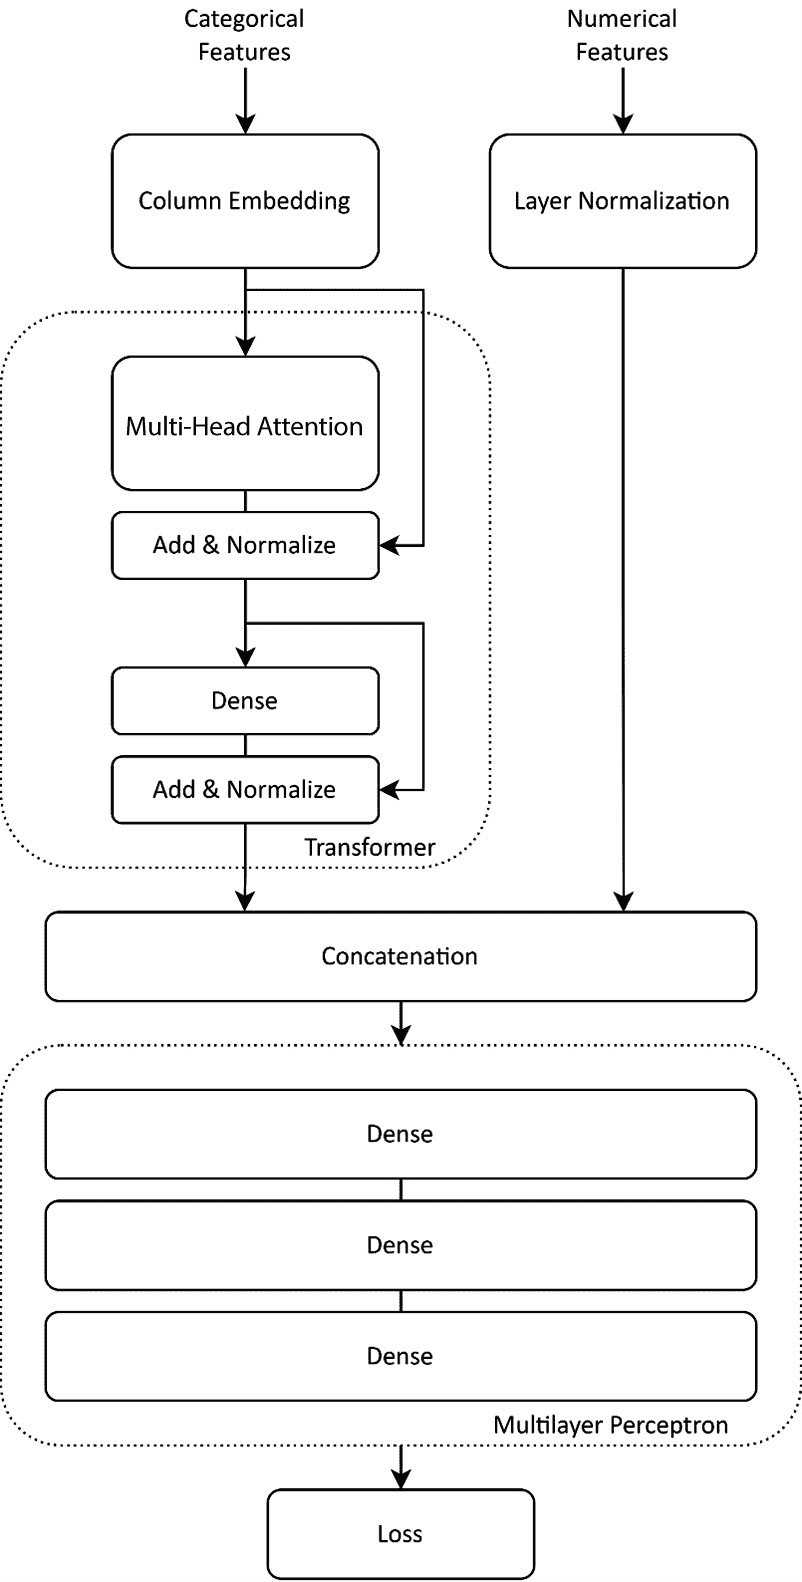 Categorical
Features
Numerical
Features
Column Embedding
Layer Normalization
Multi-Head Attention
Add & Normalize
Dense
Add & Normalize
Transformer
Concatenation
Dense
Dense
Dense
Multilayer Perceptron
Loss